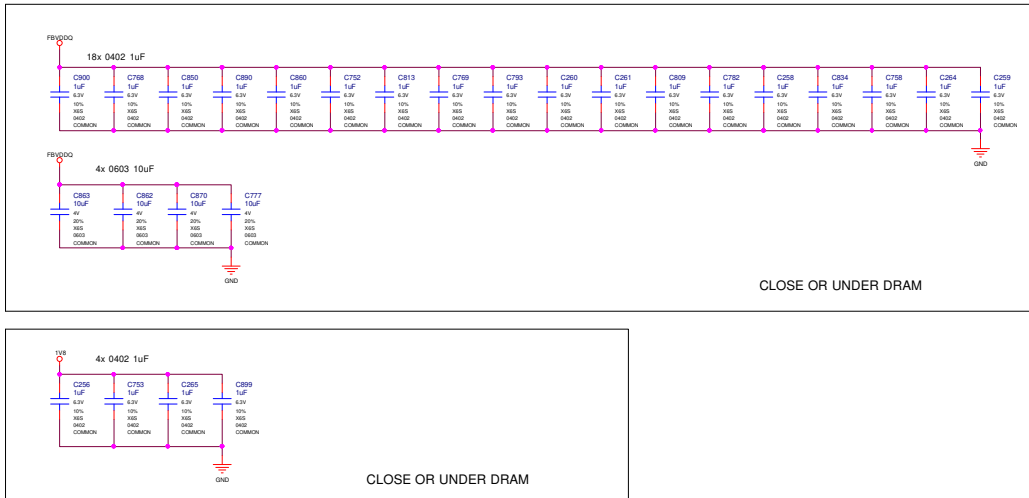 FBVDDQ
18x 0402 1uF
C900 C768 C850 C890 C860 C752 C813 C769 C793 C260 C261 C809 C782 C258 C834 C758 C264 C259
1uF 1uF 1uF 1uF 1uF 1uF 1uF 1uF 1uF 1uF 1uF 1uF 1uF 1uF 1uF 1uF 1uF 1uF
6.3V 6.3V 6.3V 6.3V 6.3V 6.3V 6.3V 6.3V 6.3V 6.3V 6.3V 6.3V 6.3V 6.3V 6.3V 6.3V 6.3V 6.3V
10% 10% 10% 10% 10% 10% 10% 10% 10% 10% 10% 10% 10% 10% 10% 10% 10% 10%
X6S X6S X6S X6S X6S X6S X6S X6S X6S X6S X6S X6S X6S X6S X6S X6S X6S X6S
0402 0402 0402 0402 0402 0402 0402 0402 0402 0402 0402 0402 0402 0402 0402 0402 0402 0402
COMMON COMMON COMMON COMMON COMMON COMMON COMMON COMMON COMMON COMMON COMMON COMMON COMMON COMMON COMMON COMMON COMMON COMMON
GND
FBVDDQ
4x 0603 10uF
C863 C862 C870 C777
10uF 10uF 10uF 10uF
4V 4V 4V 4V
20% 20% 20% 20%
X6S X6S X6S X6S
0603 0603 0603 0603
COMMON COMMON COMMON COMMON
GND
CLOSE OR UNDER DRAM
1V8
4x 0402 1uF
C256 C753 C265 C899
1uF 1uF 1uF 1uF
6.3V 6.3V 6.3V 6.3V
10% 10% 10% 10%
X6S X6S X6S X6S
0402 0402 0402 0402
COMMON COMMON COMMON COMMON
GND
CLOSE OR UNDER DRAM